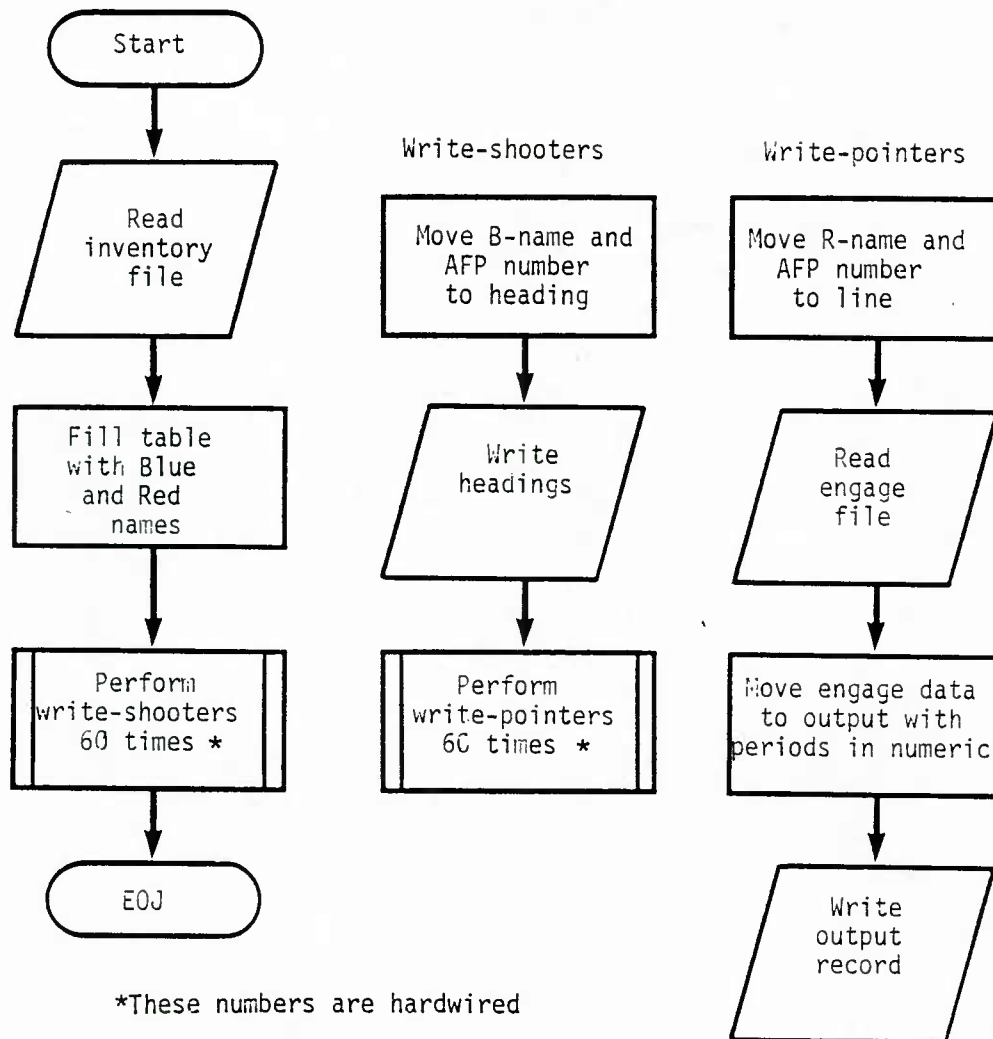 Start
Read
inventory
file
Fill table
with Blue
and Red
names
Perform
write-shooters
60 times *
EOJ
Write-shooters
Move B-name and
AFP number
to heading
Write
headings
Perform
write-pointers
60 times *
Write-pointers
Move R-name and
AFP number
to line
Read
engage
file
Move engage data
to output with
periods in numeric
Write
output
record
*These numbers are hardwired